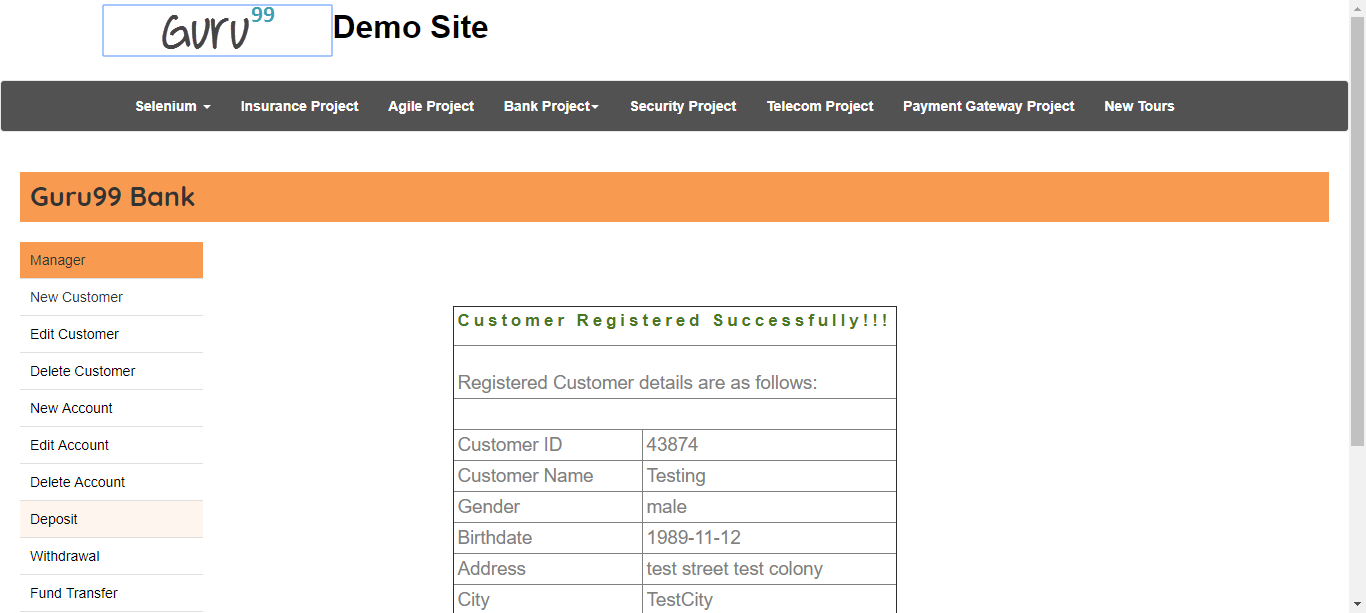 Guru99 Demo Site
Selenium Insurance Project Agile Project Bank Project Security Project Telecom Project Payment Gateway Project New Tours
Guru99 Bank
Manager
New Customer
Edit Customer
Delete Customer
New Account
Edit Account
Delete Account
Deposit
Withdrawal
Fund Transfer
Customer Registered Successfully!!!
Registered Customer details are as follows:
Customer ID 43874
Customer Name Testing
Gender male
Birthdate 1989-11-12
Address test street test colony
City TestCity